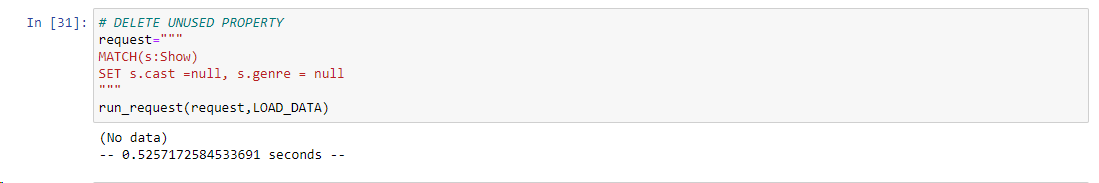 In [31]: # DELETE UNUSED PROPERTY
request="""
MATCH(s:Show)
SET s.cast =null, s.genre = null
"""
run_request(request,LOAD_DATA)
(No data)
-- 0.5257172584533691 seconds --